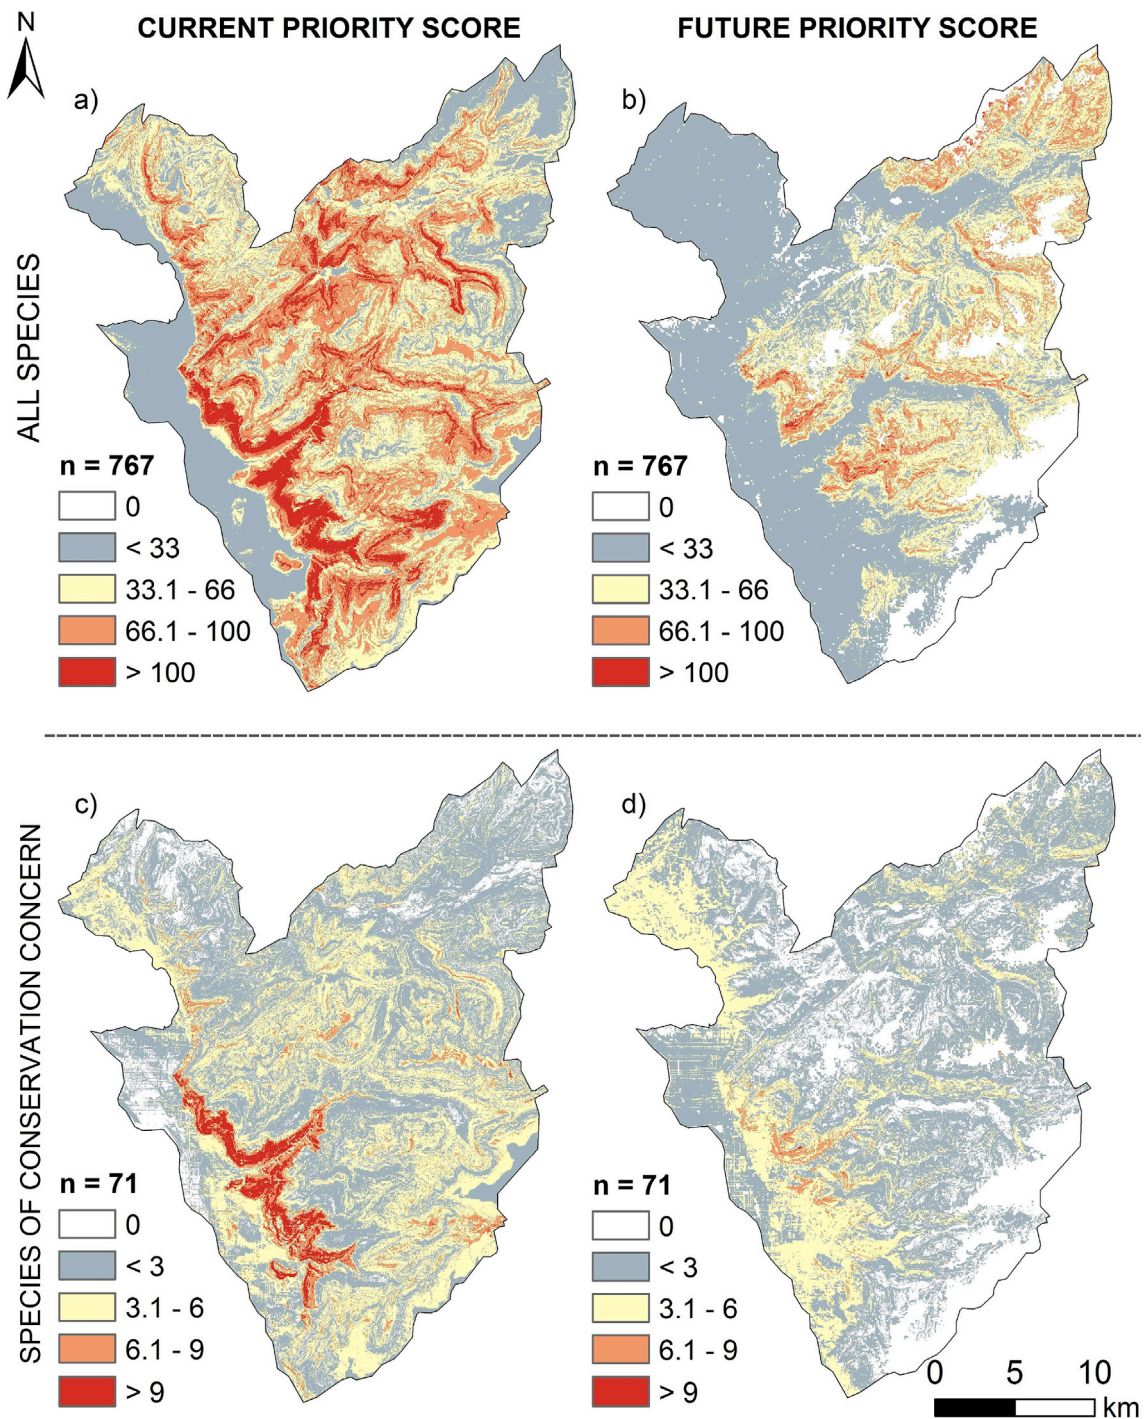 N
CURRENT PRIORITY SCORE
FUTURE PRIORITY SCORE
a)
b)
ALL SPECIES
n = 767
0
< 33
33.1 - 66
66.1 - 100
> 100
n = 767
0
< 33
33.1 - 66
66.1 - 100
> 100
c)
d)
SPECIES OF CONSERVATION CONCERN
n = 71
0
< 3
3.1 - 6
6.1 - 9
> 9
n = 71
0
< 3
3.1 - 6
6.1 - 9
> 9
0 5 10
km